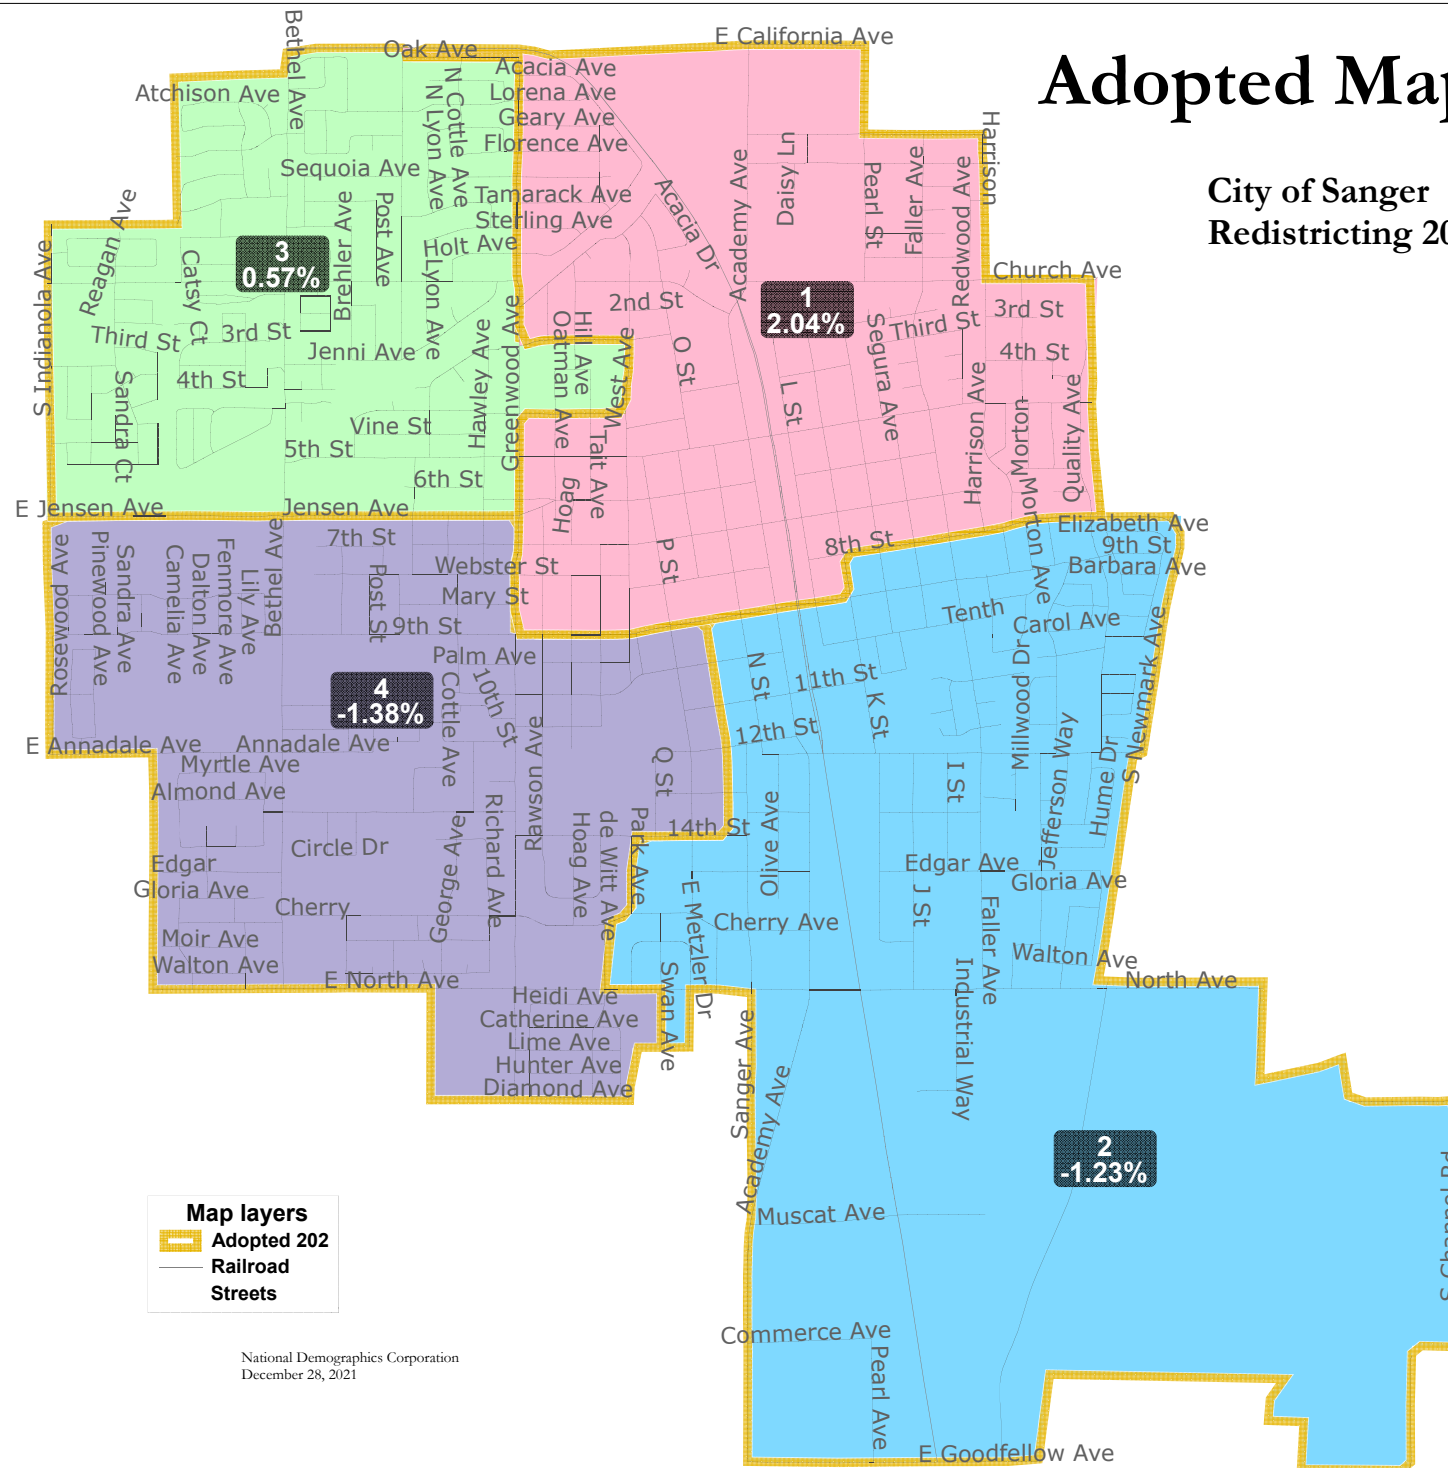 Adopted Map
City of Sanger
Redistricting 20
E California Ave
Oak Ave
Bethel Ave
Acacia Ave
Atchison Ave
Lorena Ave
N Cottle Ave
N Lyon Ave
Geary Ave
Florence Ave
Harrison
Sequoia Ave
Tamarack Ave
Sterling Ave
Acacia Dr
Academy Ave
Daisy Ln
Pearl St
Faller Ave
Redwood Ave
Reagan Ave
Brehler Ave
Post Ave
Holt Ave
Lyon Ave
S Indianola Ave
Catsy Ct
3
0.57%
Church Ave
1
2.04%
2nd St
3rd St
Third St
3rd St
Third St
Jenni Ave
4th St
4th St
Hawley Ave
Greenwood Ave
Oatman Ave
Hill Ave
West Ave
O St
L St
Segura Ave
Harrison Ave
Morton
Quality Ave
Sandra Ct
Vine St
5th St
6th St
Tait Ave
Hoag
E Jensen Ave
Jensen Ave
Elizabeth Ave
9th St
Barbara Ave
Morton Ave
8th St
P St
7th St
Webster St
Mary St
9th St
Post St
Rosewood Ave
Pinewood Ave
Sandra Ave
Camelia Ave
Dalton Ave
Fenmore Ave
Lily Ave
Bethel Ave
Tenth
Carol Ave
Palm Ave
10th St
Cottle Ave
4
-1.38%
N St
11th St
K St
12th St
Millwood Dr
S Newmark Ave
Jefferson Way
Hume Dr
I St
E Annadale Ave
Annadale Ave
Myrtle Ave
Almond Ave
Rawson Ave
Q St
Olive Ave
14th St
Richard Ave
George Ave
Hoag Ave
de Witt Ave
Park Ave
Circle Dr
Edgar
Gloria Ave
Edgar Ave
Gloria Ave
Cherry
Cherry Ave
E Metzler Dr
J St
Faller Ave
Moir Ave
Walton Ave
Walton Ave
E North Ave
North Ave
Swan Ave
Industrial Way
Heidi Ave
Catherine Ave
Lime Ave
Hunter Ave
Diamond Ave
Sanger Ave
Academy Ave
2
-1.23%
Muscat Ave
Commerce Ave
Pearl Ave
E Goodfellow Ave
Map layers
Adopted 202
Railroad
Streets
National Demographics Corporation
December 28, 2021